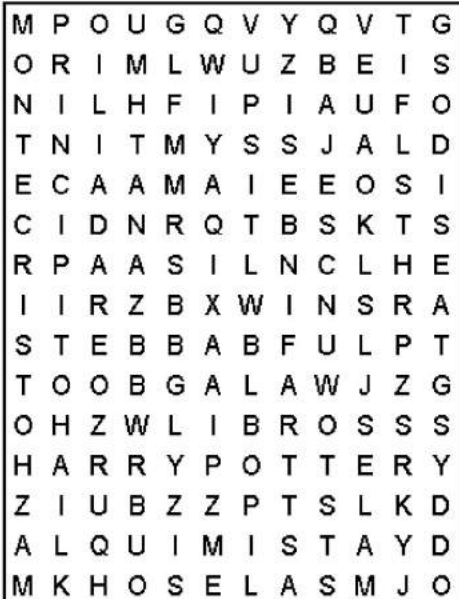 M P O U G Q V Y Q V T G
O R I M L W U Z B E I S
N I L H F I P I A U F O
T N I T M Y S S J A L D
E C A A M A I E E O S I
C I D N R Q T B S K T S
R P A A S I L N C L H E
I I R Z B X W I N S R A
S T E B B A B F U L P T
T O O B G A L A W J Z G
O H Z W L I B R O S S S
H A R R Y P O T T E R Y
Z I U B Z Z P T S L K D
A L Q U I M I S T A Y D
M K H O S E L A S M J O